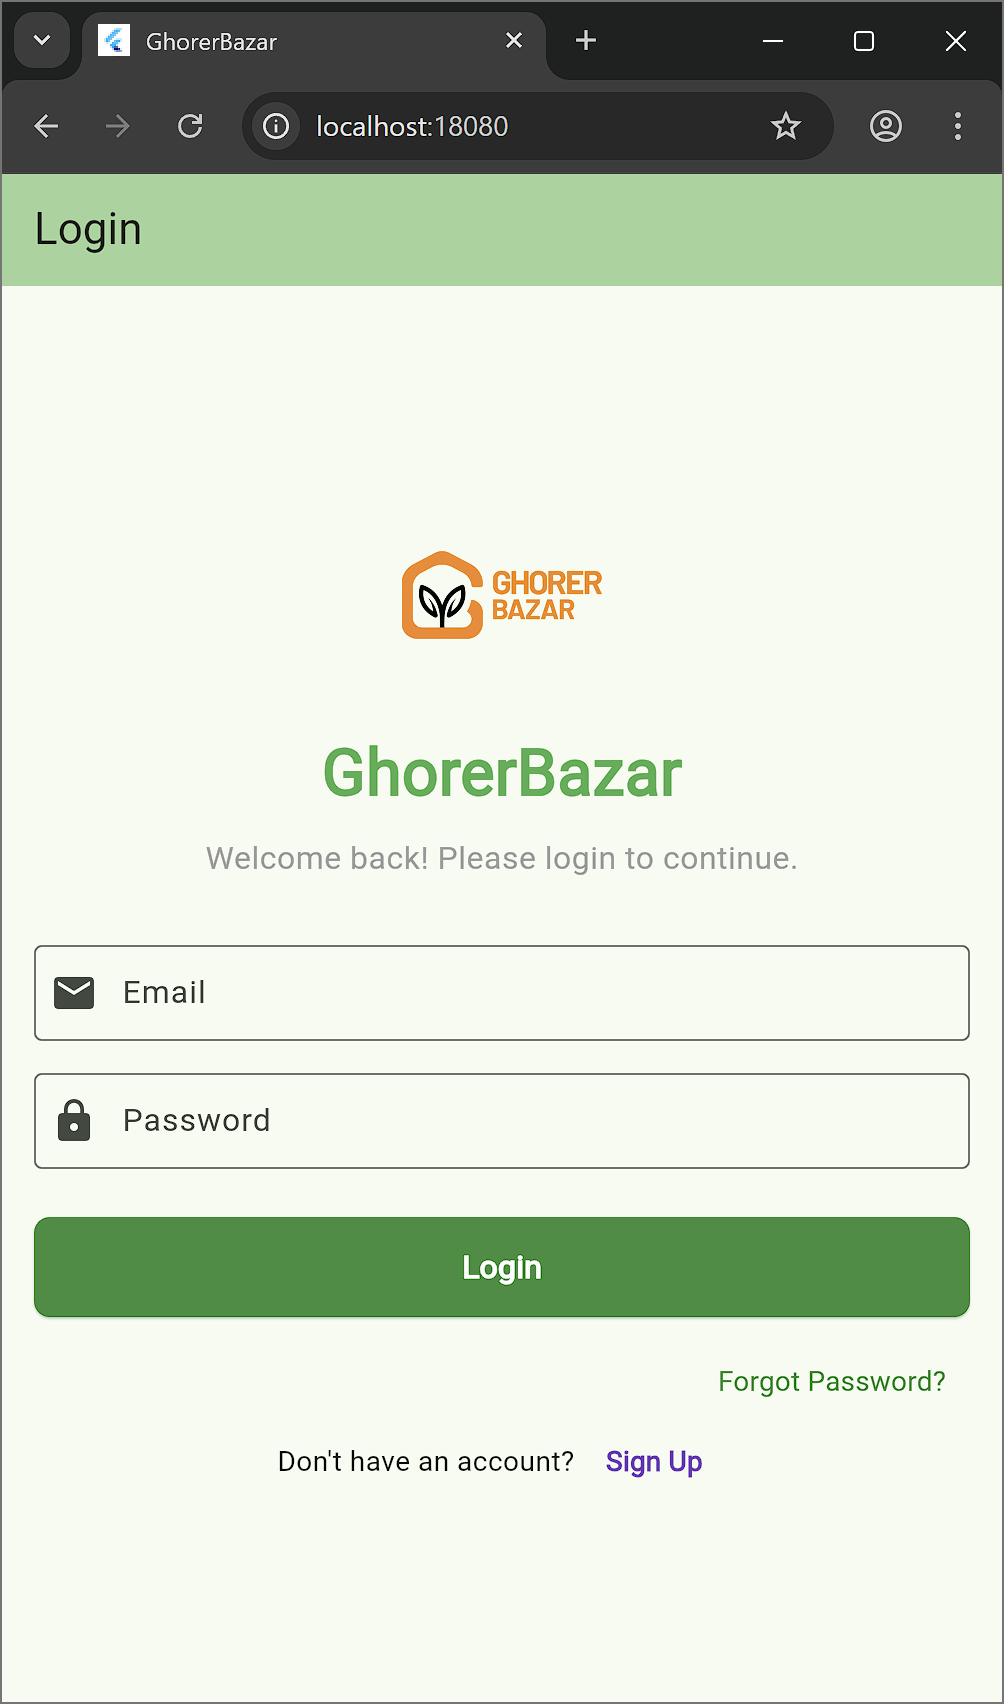 GhorerBazar
localhost:18080
Login
GHORER
BAZAR
GhorerBazar
Welcome back! Please login to continue.
Email
Password
Login
Forgot Password?
Don't have an account? Sign Up